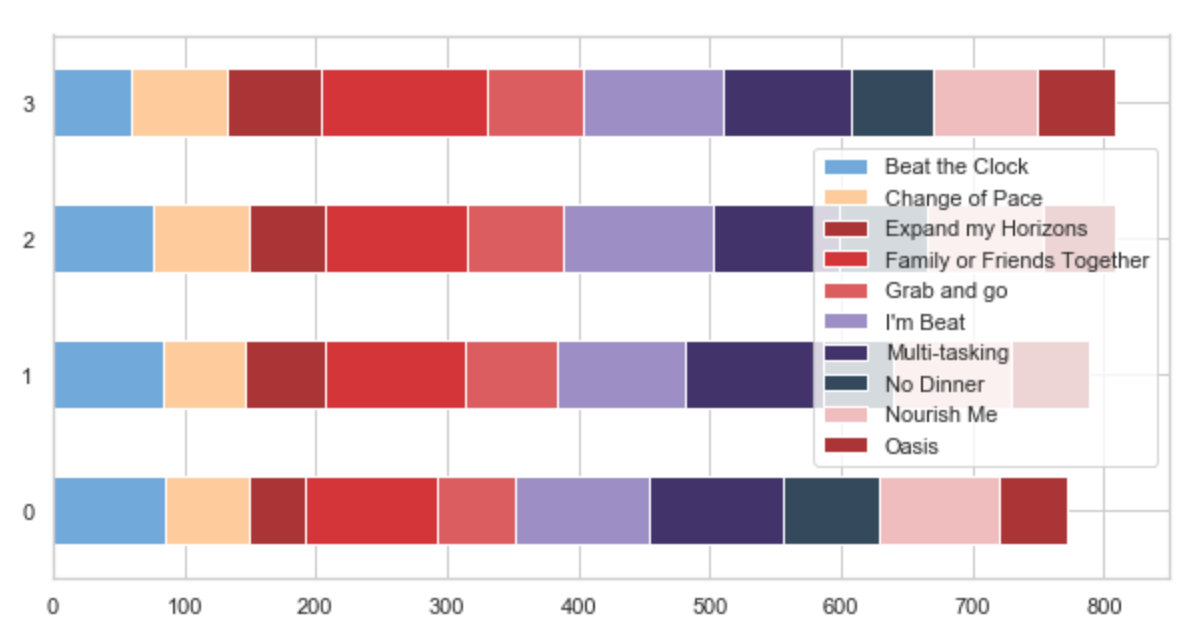 3
2
1
0
Beat the Clock
Change of Pace
Expand my Horizons
Family or Friends Together
Grab and go
I'm Beat
Multi-tasking
No Dinner
Nourish Me
Oasis
0 100 200 300 400 500 600 700 800